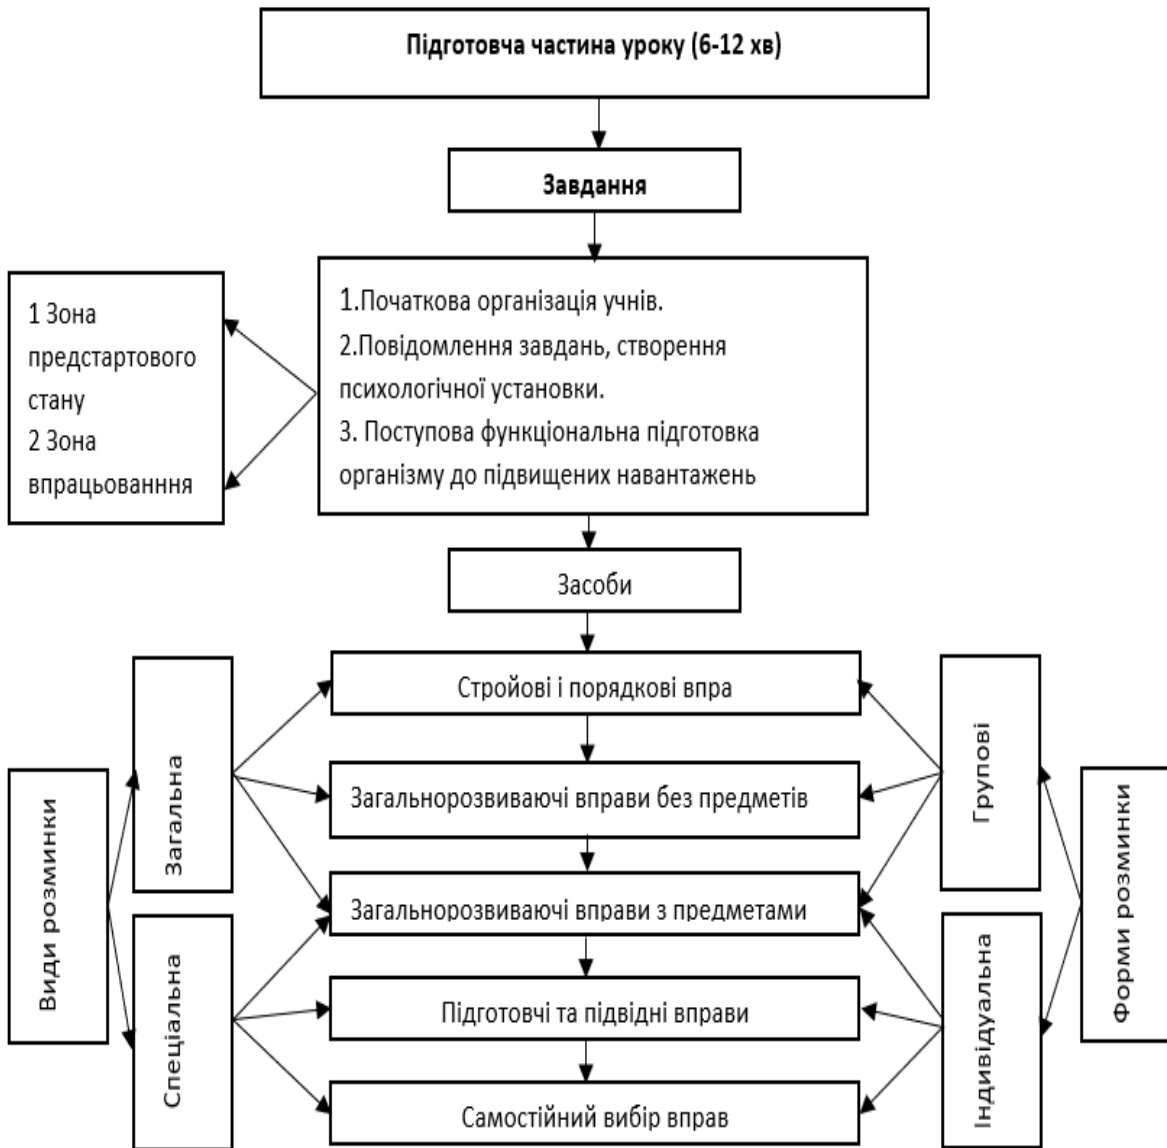 Підготовча частина уроку (6-12 хв)
Завдання
1 Зона
предстартового
стану
2 Зона
впрацьованння
1.Початкова організація учнів.
2.Повідомлення завдань, створення
психологічної установки.
3. Поступова функціональна підготовка
організму до підвищених навантажень
Засоби
Види розминки
Загальна
Спеціальна
Стройові і порядкові впра
Загальнорозвиваючі вправи без предметів
Загальнорозвиваючі вправи з предметами
Підготовчі та підвідні вправи
Самостійний вибір вправ
Групові
Індивідуальна
Форми розминки